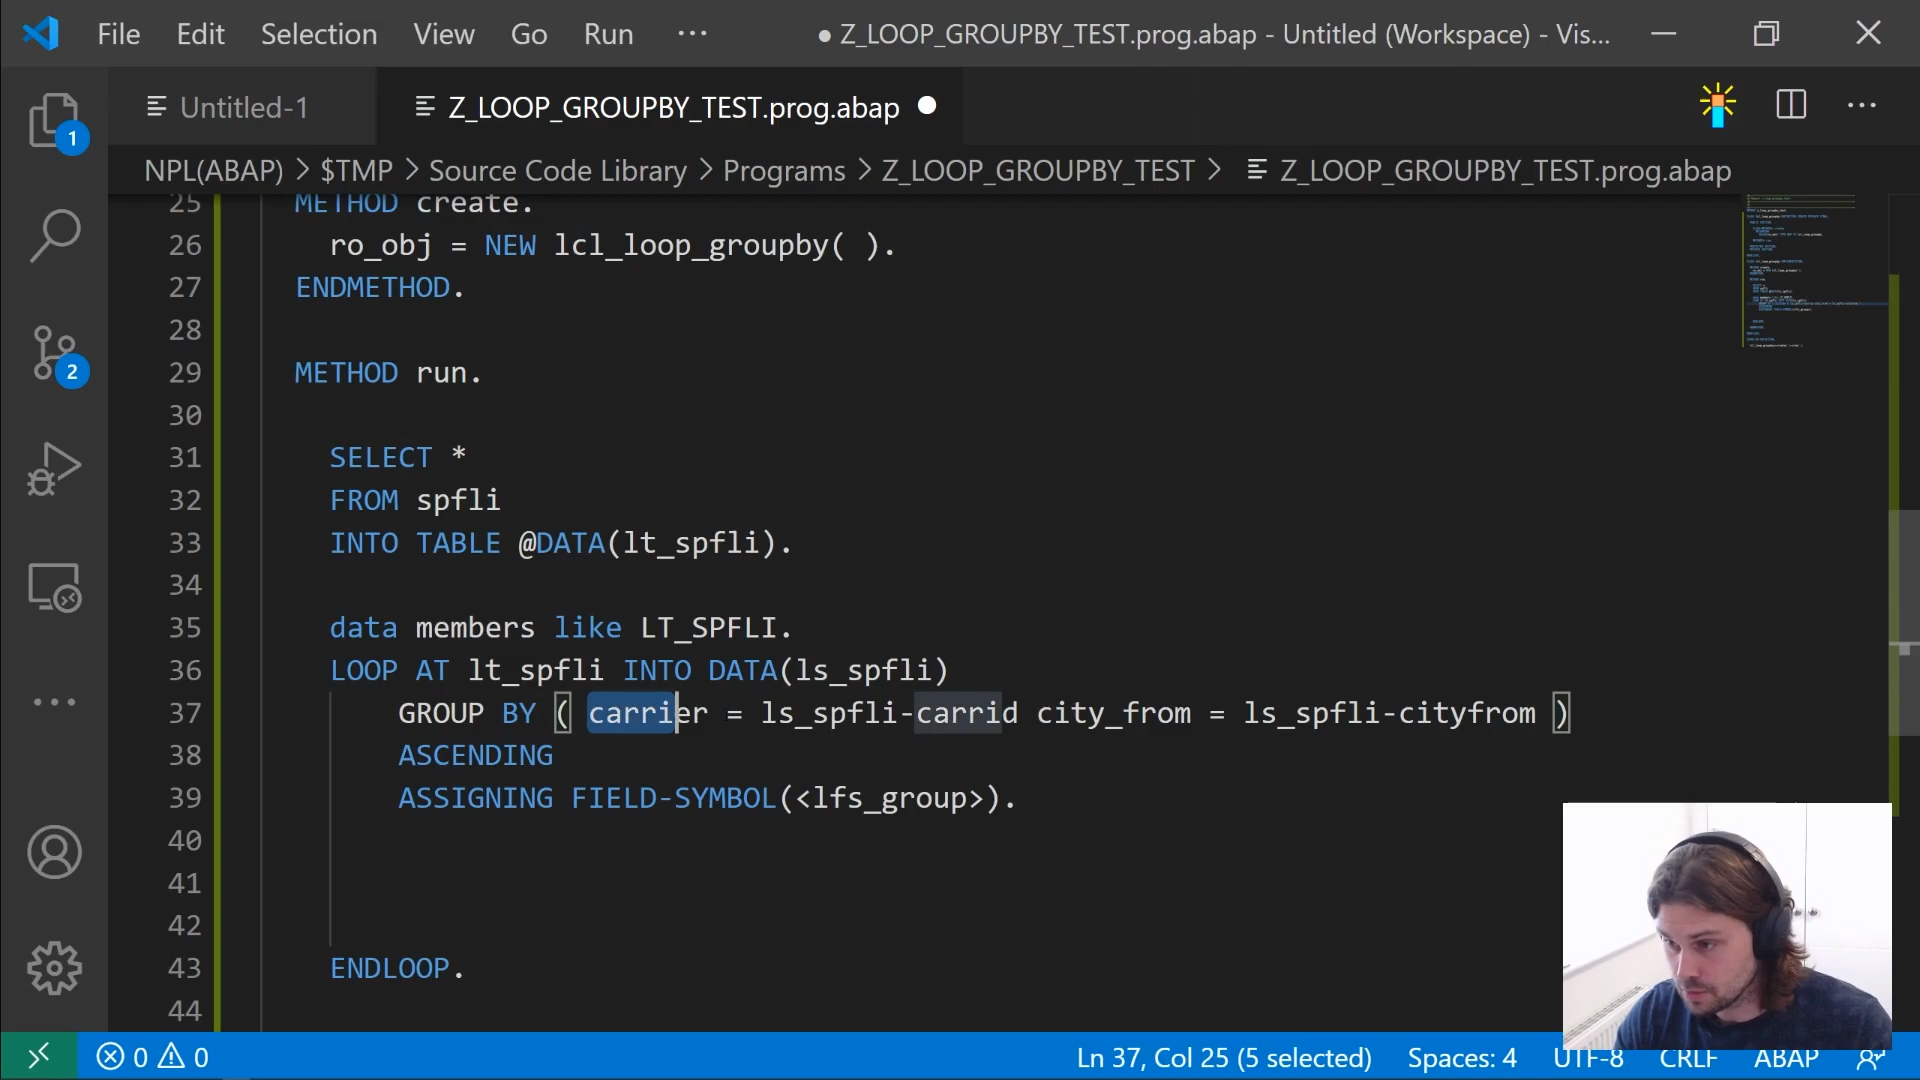 File Edit Selection View Go Run ··· ● Z_LOOP_GROUPBY_TEST.prog.abap - Untitled (Workspace) - Vis...
Untitled-1 Z_LOOP_GROUPBY_TEST.prog.abap
NPL(ABAP) > $TMP > Source Code Library > Programs > Z_LOOP_GROUPBY_TEST > Z_LOOP_GROUPBY_TEST.prog.abap
1
2
25 METHOD create.
26 ro_obj = NEW lcl_loop_groupby( ).
27 ENDMETHOD.
28
29 METHOD run.
30
31 SELECT *
32 FROM spfli
33 INTO TABLE @DATA(lt_spfli).
34
35 data members like LT_SPFLI.
36 LOOP AT lt_spfli INTO DATA(ls_spfli)
37 GROUP BY ( carrier = ls_spfli-carrid city_from = ls_spfli-cityfrom )
38 ASCENDING
39 ASSIGNING FIELD-SYMBOL(<lfs_group>).
40
41
42
43 ENDLOOP.
44
0 0 Ln 37, Col 25 (5 selected) Spaces: 4 UTF-8 CRLF ABAP